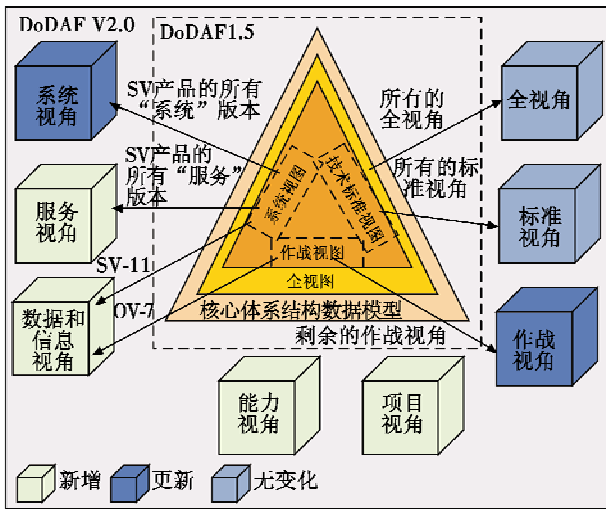 DoDAF V2.0
DoDAF1.5
系统
视角
SV产品的所有
“系统”版本
所有的
全视角
全视角
SV产品的
所有“服务”
版本
服务
视角
系统视图
技术标准视图
所有的标
准视角
标准
视角
SV-11
作战视图
全视图
OV-7
核心体系结构数据模型
数据和
信息
视角
剩余的作战视角
作战
视角
能力
视角
项目
视角
新增
更新
无变化